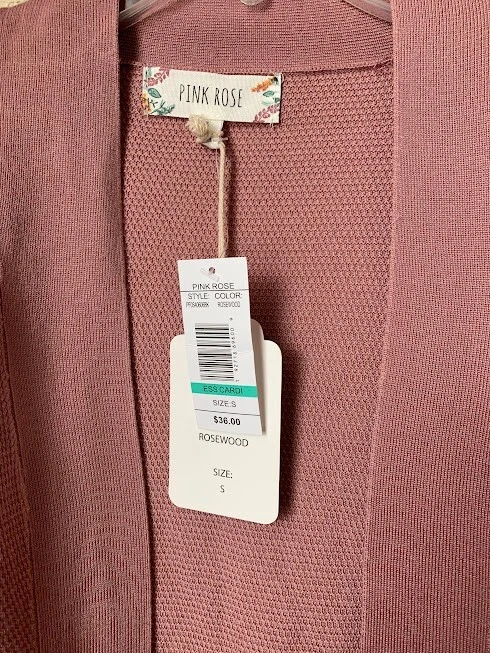 PINK ROSE
PINK ROSE
STYLE: COLOR:
ROSEWOOD
ESS CARDI
SIZE:S
$36.00
ROSEWOOD
SIZE:
S